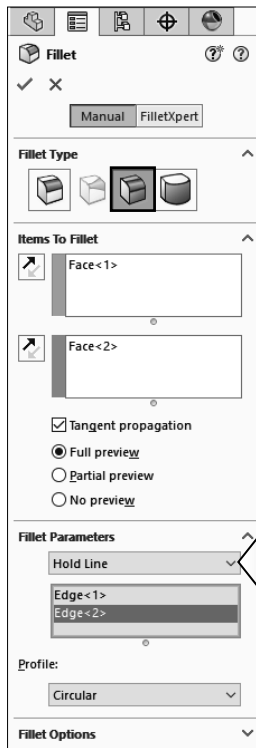 Fillet
Manual FilletXpert
Fillet Type
Items To Fillet
Face<1>
Face<2>
Tangent propagation
Full preview
Partial preview
No preview
Fillet Parameters
Hold Line
Edge<1>
Edge<2>
Profile:
Circular
Fillet Options